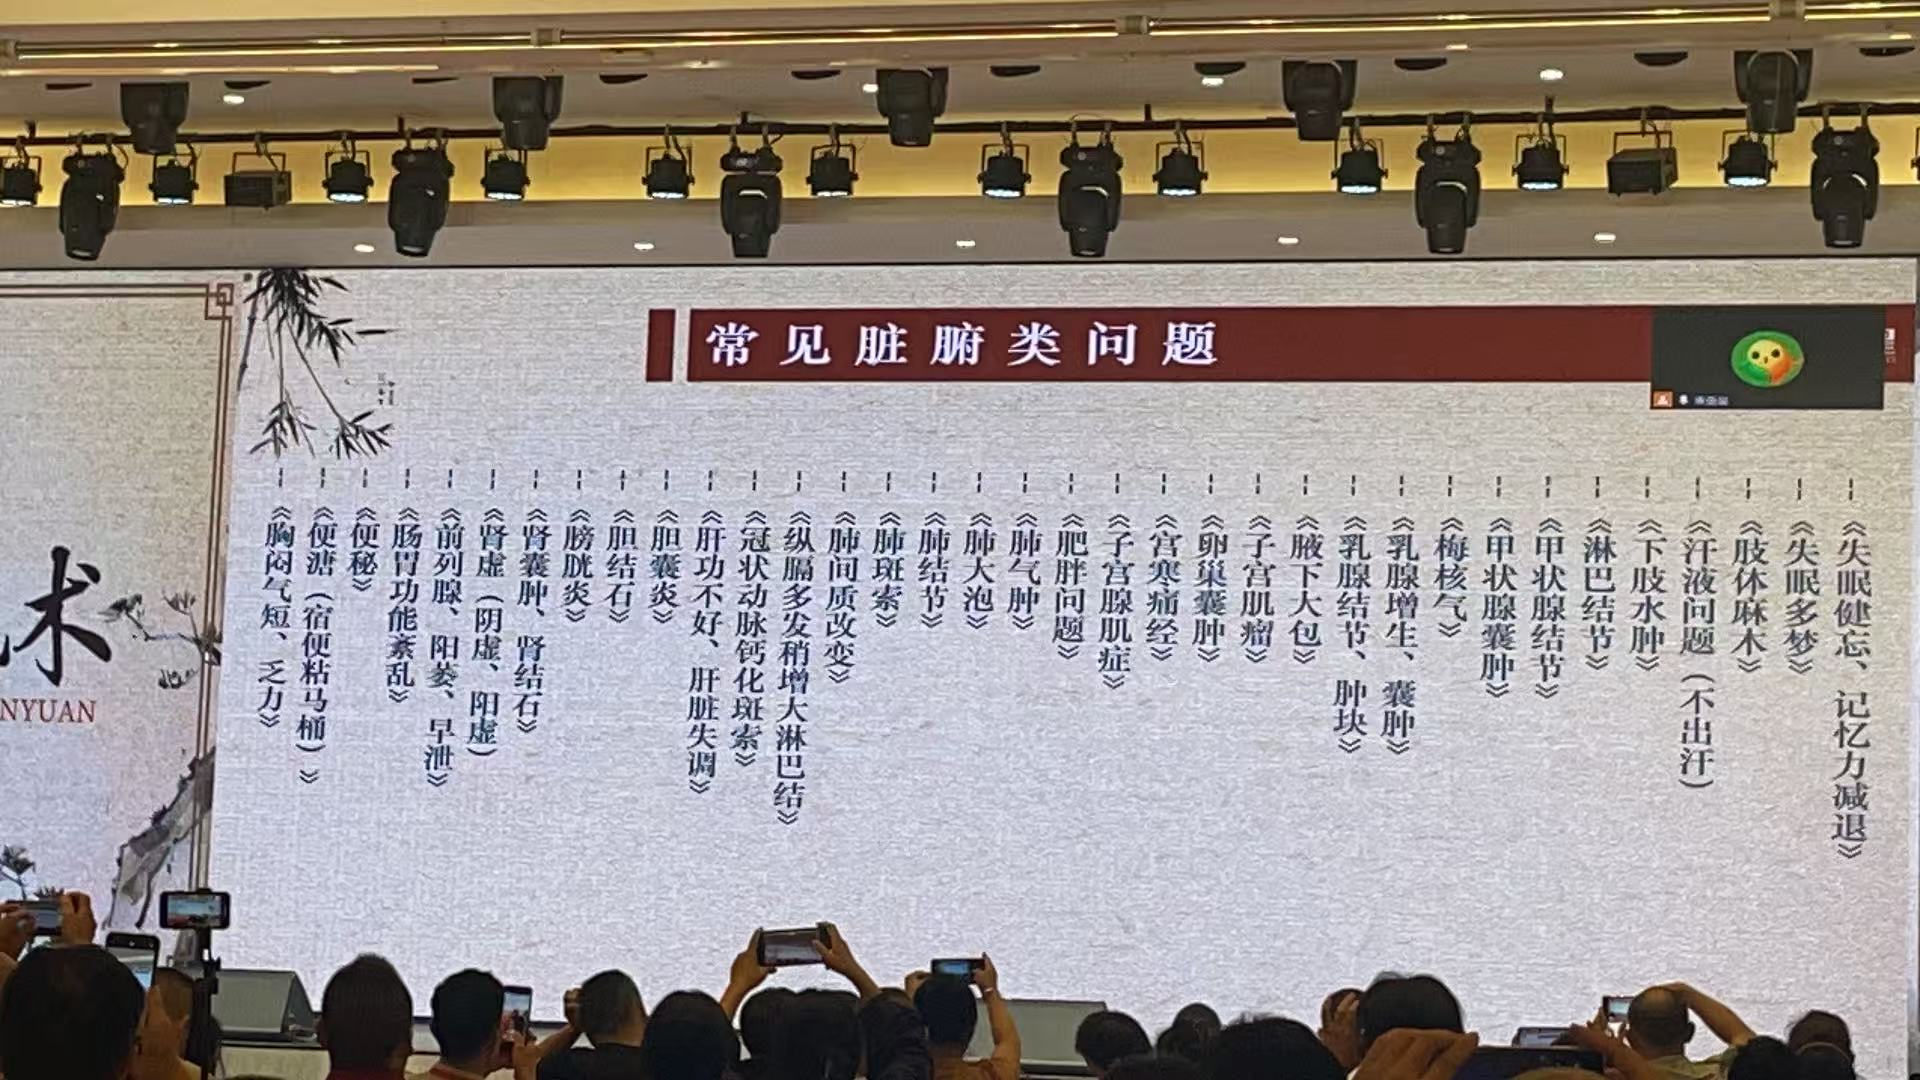 常见脏腑类问题
《失眠健忘、记忆力减退》
《失眠多梦》
《肢体麻木》
《汗液问题（不出汗）
《下肢水肿》
《淋巴结节》
《甲状腺结节》
《甲状腺囊肿》
《梅核气》
《乳腺增生、囊肿》
《乳腺结节、肿块》
《腋下大包》
《子宫肌瘤》
《卵巢囊肿》
《宫寒痛经》
《子宫腺肌症》
《肥胖问题》
《肺气肿》
《肺大泡》
《肺结节》
《肺斑索》
《肺间质改变》
《纵膈多发稍增大淋巴结》
《冠状动脉钙化斑索》
《肝功不好、肝脏失调》
《胆囊炎》
《胆结石》
《膀胱炎》
《肾囊肿、肾结石》
《肾虚（阴虚、阳虚）
《前列腺、阳萎、早泄》
《肠胃功能紊乱》
《便秘》
《便溏（宿便粘马桶）》
《胸闷气短、乏力》
术
NYUAN